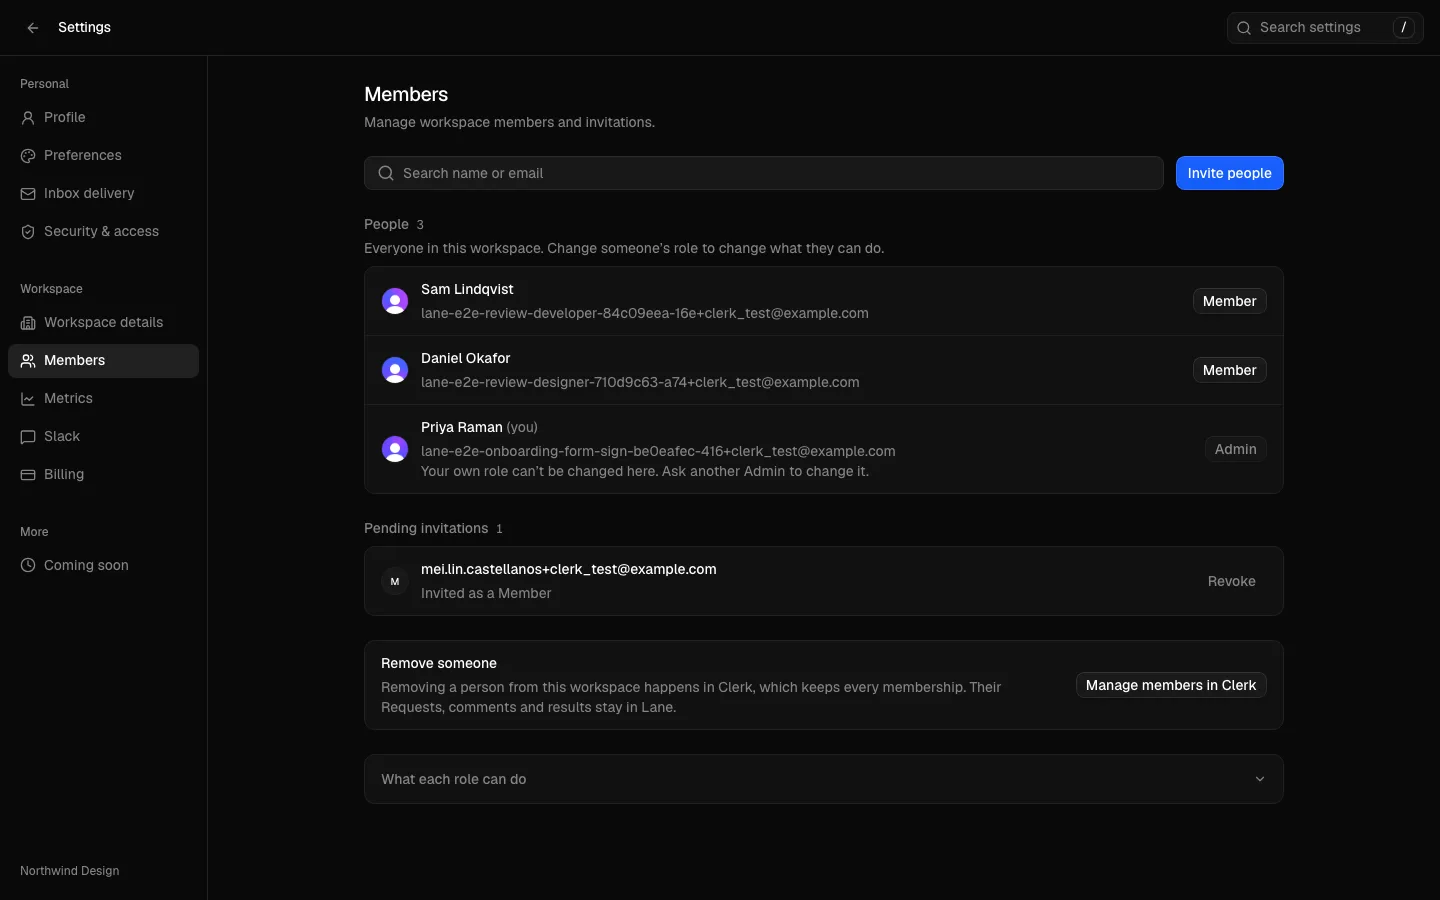 Settings
Search settings
/
Personal
Profile
Preferences
Inbox delivery
Security & access
Workspace
Workspace details
Members
Metrics
Slack
Billing
More
Coming soon
Northwind Design
Members
Manage workspace members and invitations.
Search name or email
Invite people
People 3
Everyone in this workspace. Change someone's role to change what they can do.
Sam Lindqvist
lane-e2e-review-developer-84c09eea-16e+clerk_test@example.com
Member
Daniel Okafor
lane-e2e-review-designer-710d9c63-a74+clerk_test@example.com
Member
Priya Raman (you)
lane-e2e-onboarding-form-sign-be0eafec-416+clerk_test@example.com
Your own role can't be changed here. Ask another Admin to change it.
Admin
Pending invitations 1
M
mei.lin.castellanos+clerk_test@example.com
Invited as a Member
Revoke
Remove someone
Removing a person from this workspace happens in Clerk, which keeps every membership. Their
Requests, comments and results stay in Lane.
Manage members in Clerk
What each role can do